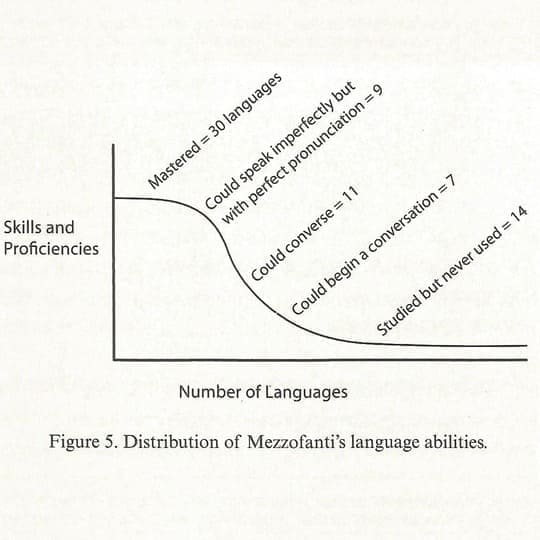 Mastered = 30 languages
Could speak imperfectly but
with perfect pronunciation = 9
Could converse = 11
Could begin a conversation = 7
Studied but never used = 14
Skills and
Proficiencies
Number of Languages
Figure 5. Distribution of Mezzofanti's language abilities.